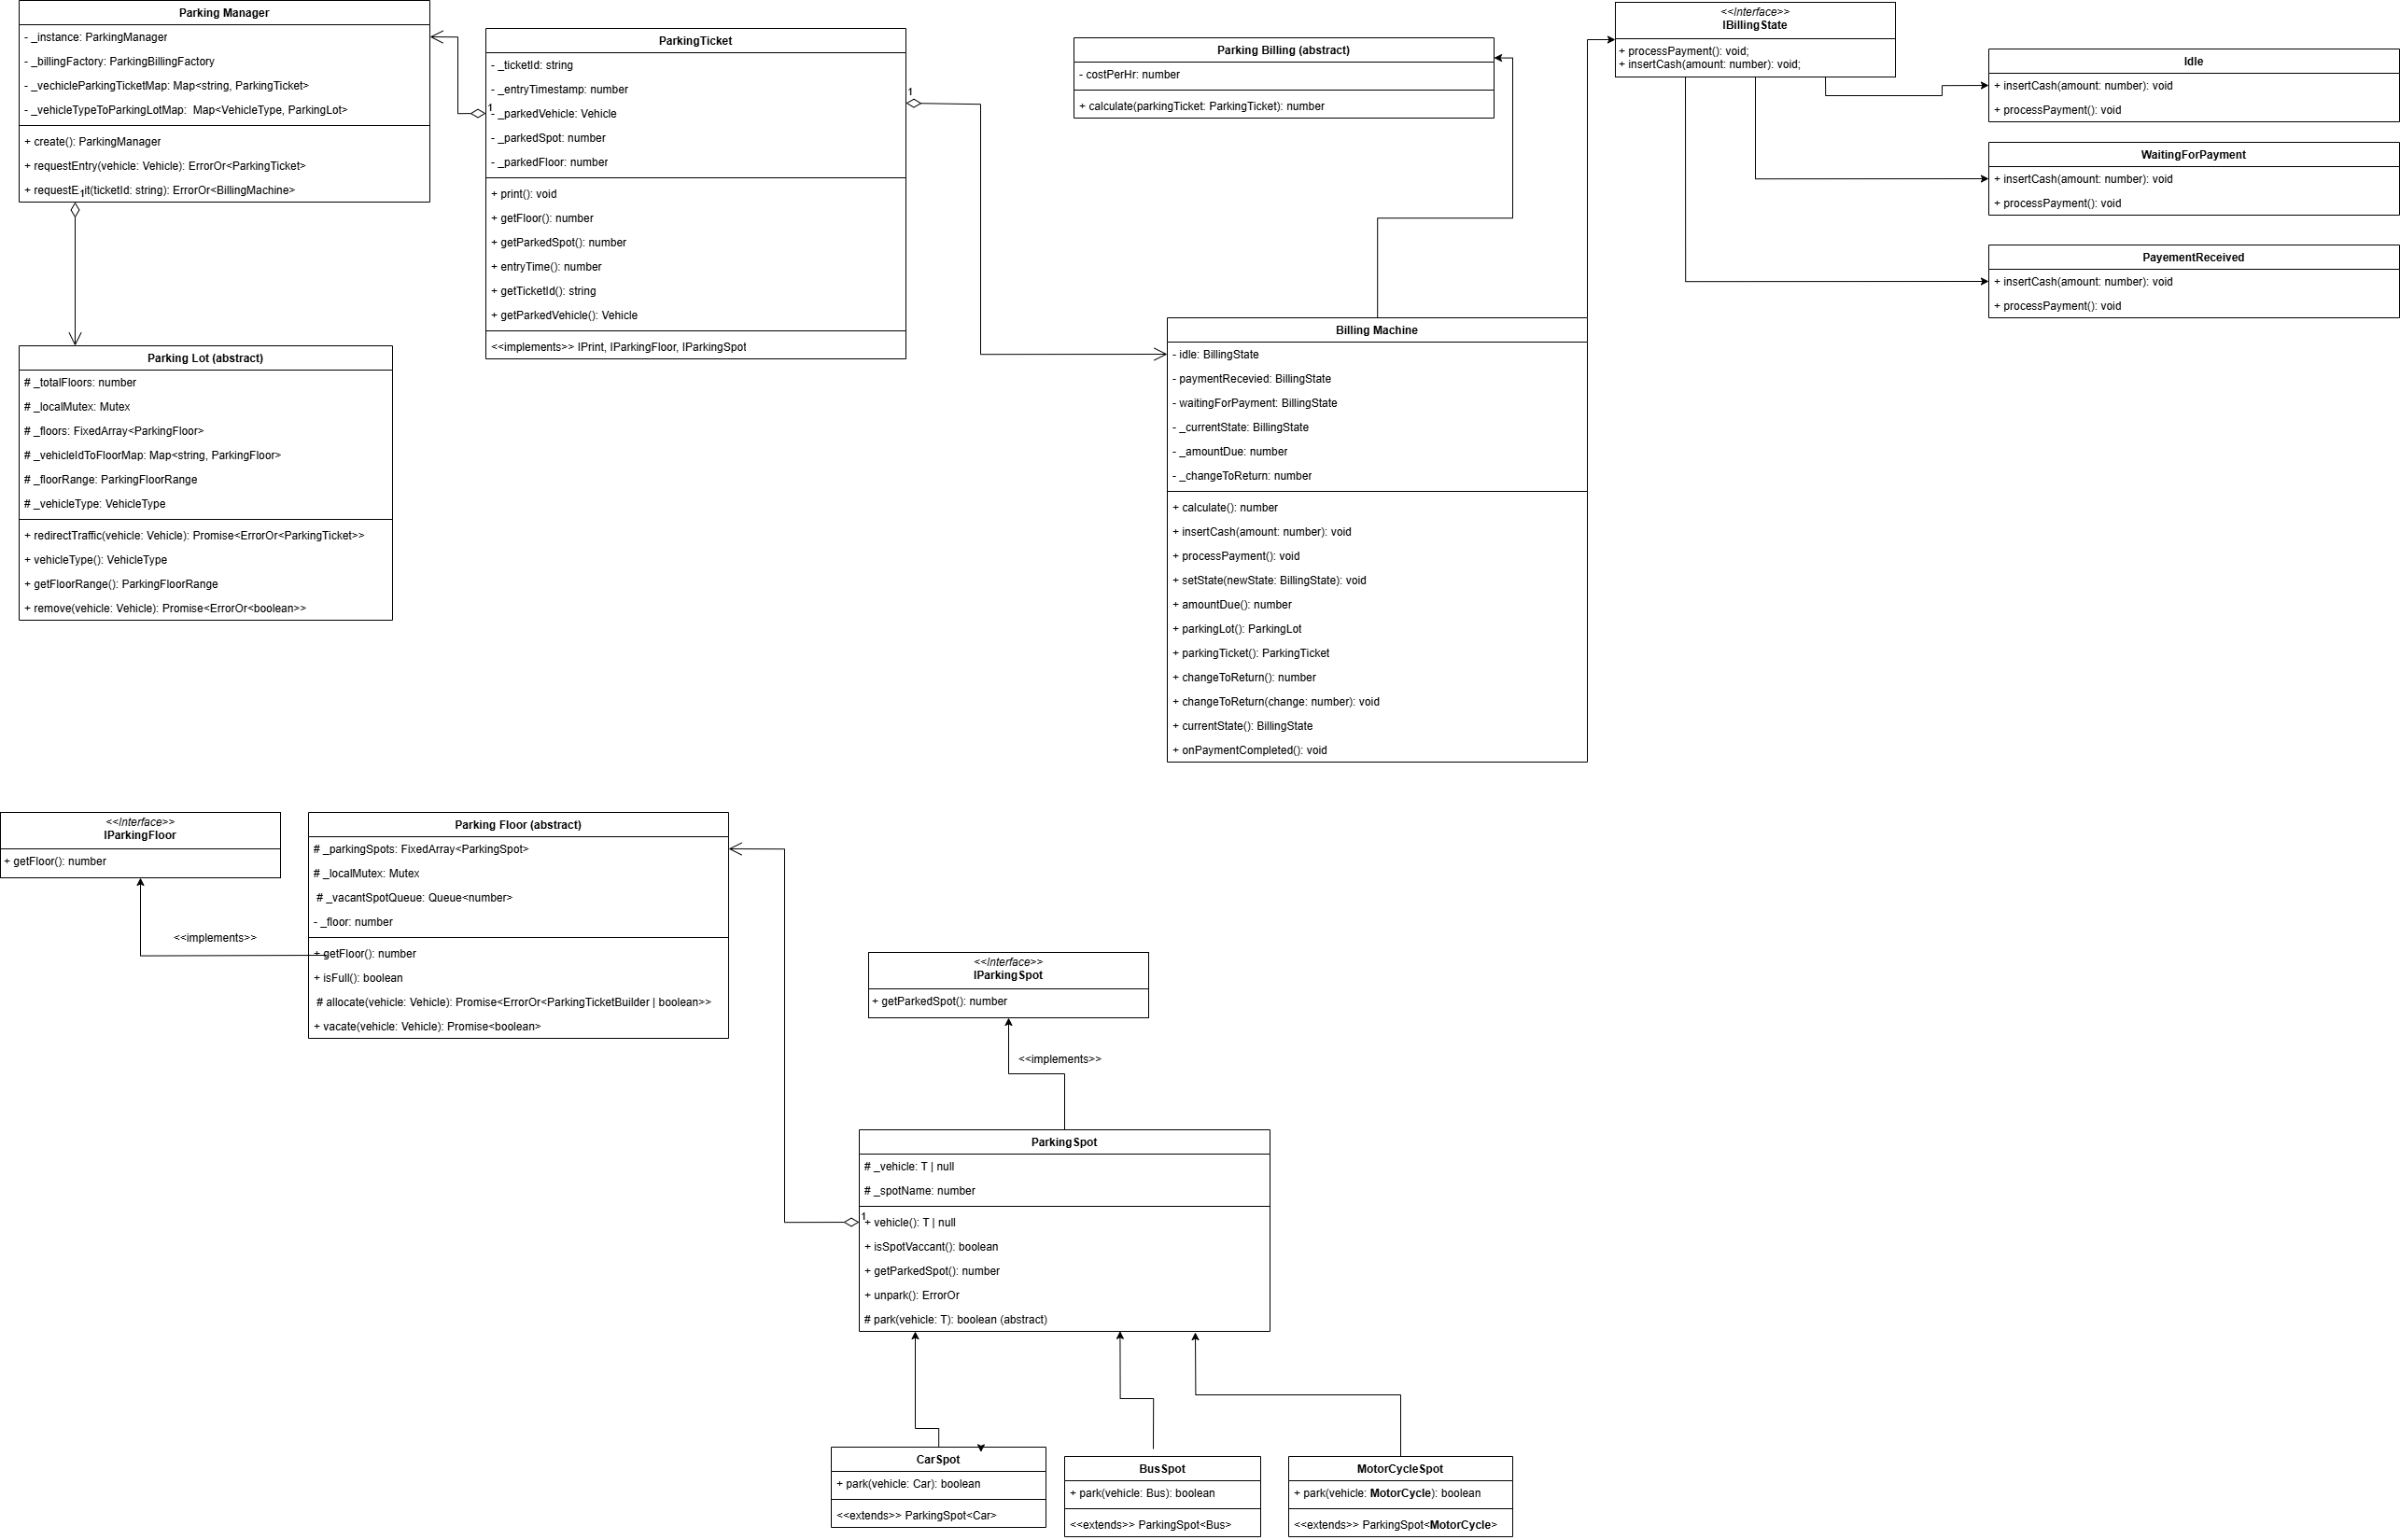 Parking Manager
- _instance: ParkingManager
- _billingFactory: ParkingBillingFactory
- _vechicleParkingTicketMap: Map<string, ParkingTicket>
- _vehicleTypeToParkingLotMap:  Map<VehicleType, ParkingLot>
+ create(): ParkingManager
+ requestEntry(vehicle: Vehicle): ErrorOr<ParkingTicket>
+ requestE it(ticketId: string): ErrorOr<BillingMachine>
1
ParkingTicket
- _ticketId: string
- _entryTimestamp: number
1
- _parkedVehicle: Vehicle
- _parkedSpot: number
- _parkedFloor: number
+ print(): void
+ getFloor(): number
+ getParkedSpot(): number
+ entryTime(): number
+ getTicketId(): string
+ getParkedVehicle(): Vehicle
<<implements>> IPrint, IParkingFloor, IParkingSpot
1
Parking Billing (abstract)
- costPerHr: number
+ calculate(parkingTicket: ParkingTicket): number
<<Interface>>
IBillingState
+ processPayment(): void;
+ insertCash(amount: number): void;
Idle
+ insertCash(amount: number): void
+ processPayment(): void
WaitingForPayment
+ insertCash(amount: number): void
+ processPayment(): void
PayementReceived
+ insertCash(amount: number): void
+ processPayment(): void
Parking Lot (abstract)
# _totalFloors: number
# _localMutex: Mutex
# _floors: FixedArray<ParkingFloor>
# _vehicleIdToFloorMap: Map<string, ParkingFloor>
# _floorRange: ParkingFloorRange
# _vehicleType: VehicleType
+ redirectTraffic(vehicle: Vehicle): Promise<ErrorOr<ParkingTicket>>
+ vehicleType(): VehicleType
+ getFloorRange(): ParkingFloorRange
+ remove(vehicle: Vehicle): Promise<ErrorOr<boolean>>
Billing Machine
- idle: BillingState
- paymentRecevied: BillingState
- waitingForPayment: BillingState
- _currentState: BillingState
- _amountDue: number
- _changeToReturn: number
+ calculate(): number
+ insertCash(amount: number): void
+ processPayment(): void
+ setState(newState: BillingState): void
+ amountDue(): number
+ parkingLot(): ParkingLot
+ parkingTicket(): ParkingTicket
+ changeToReturn(): number
+ changeToReturn(change: number): void
+ currentState(): BillingState
+ onPaymentCompleted(): void
<<Interface>>
IParkingFloor
+ getFloor(): number
<<implements>>
Parking Floor (abstract)
# _parkingSpots: FixedArray<ParkingSpot>
# _localMutex: Mutex
# _vacantSpotQueue: Queue<number>
- _floor: number
+ getFloor(): number
+ isFull(): boolean
# allocate(vehicle: Vehicle): Promise<ErrorOr<ParkingTicketBuilder | boolean>>
+ vacate(vehicle: Vehicle): Promise<boolean>
<<Interface>>
IParkingSpot
+ getParkedSpot(): number
<<implements>>
ParkingSpot
# _vehicle: T | null
# _spotName: number
1
+ vehicle(): T | null
+ isSpotVaccant(): boolean
+ getParkedSpot(): number
+ unpark(): ErrorOr
# park(vehicle: T): boolean (abstract)
CarSpot
+ park(vehicle: Car): boolean
<<extends>> ParkingSpot<Car>
BusSpot
+ park(vehicle: Bus): boolean
<<extends>> ParkingSpot<Bus>
MotorCycleSpot
+ park(vehicle: MotorCycle): boolean
<<extends>> ParkingSpot<MotorCycle>